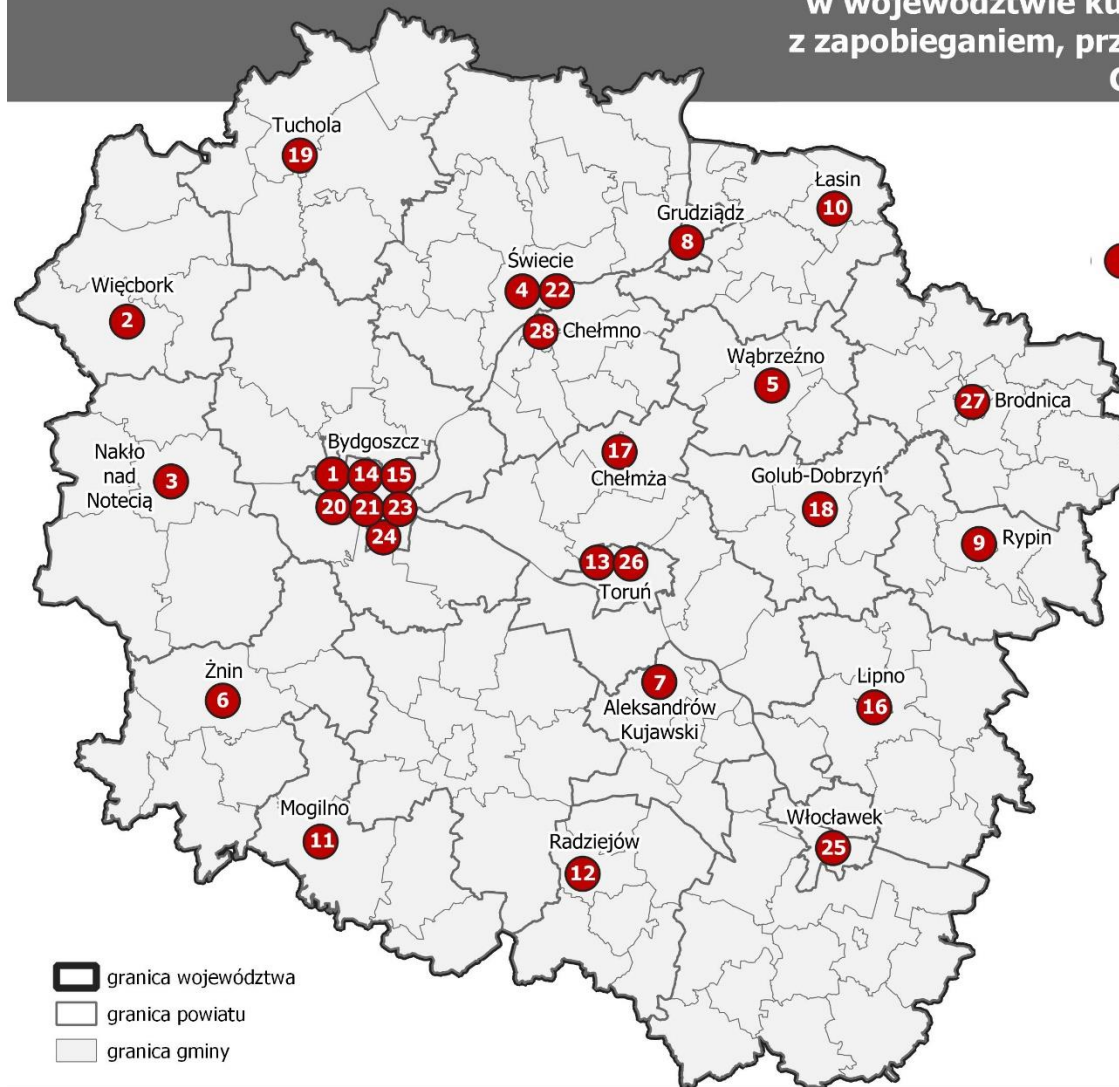 w województwie ku
z zapobieganiem, prz
Tuchola
19
Łasin
10
Grudziądz
8
Świecie
4 22
Więcbork
2
28 Chełmno
Wąbrzeźno
5
27 Brodnica
Bydgoszcz
1 14 15
20 21 23
24
17
Chełmża
Nakło
nad
Notecią
3
Golub-Dobrzyń
18
9 Rypin
13 26
Toruń
Żnin
6
7
Aleksandrów
Kujawski
Lipno
16
Mogilno
11
Radziejów
12
Włocławek
25
granica województwa
granica powiatu
granica gminy